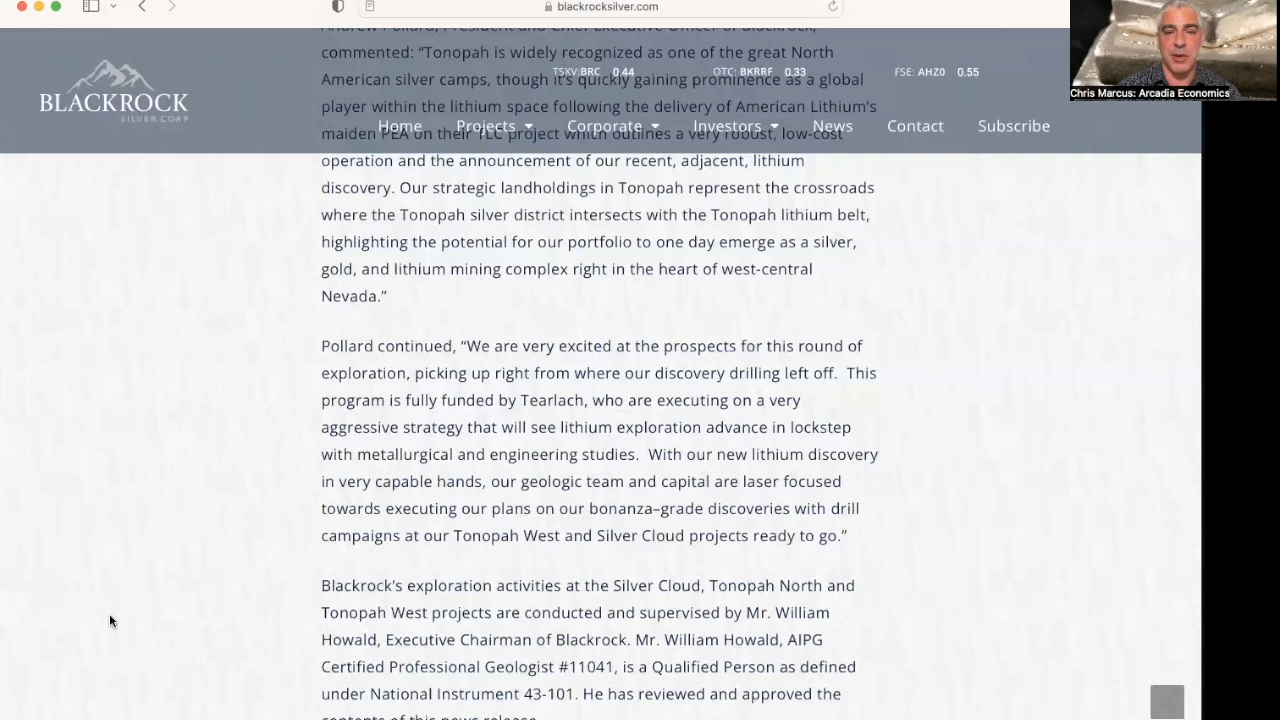 blackrocksilver.com
Chris Marcus: Arcadia Economics
Andrew Pollard, President and Chief Executive Officer of Blackrock,
commented: “Tonopah is widely recognized as one of the great North
TSXV:BRC 0.44 OTC: BKRRF 0.33 FSE: AHZ0 0.55
American silver camps, though it’s quickly gaining prominence as a global
BLACKROCK
SILVER CORP
player within the lithium space following the delivery of American Lithium’s
Home Projects Corporate Investors News Contact Subscribe
maiden PEA on their TLC project which outlines a very robust, low-cost
operation and the announcement of our recent, adjacent, lithium
discovery. Our strategic landholdings in Tonopah represent the crossroads
where the Tonopah silver district intersects with the Tonopah lithium belt,
highlighting the potential for our portfolio to one day emerge as a silver,
gold, and lithium mining complex right in the heart of west-central
Nevada.”
Pollard continued, “We are very excited at the prospects for this round of
exploration, picking up right from where our discovery drilling left off. This
program is fully funded by Tearlach, who are executing on a very
aggressive strategy that will see lithium exploration advance in lockstep
with metallurgical and engineering studies. With our new lithium discovery
in very capable hands, our geologic team and capital are laser focused
towards executing our plans on our bonanza–grade discoveries with drill
campaigns at our Tonopah West and Silver Cloud projects ready to go.”
Blackrock’s exploration activities at the Silver Cloud, Tonopah North and
Tonopah West projects are conducted and supervised by Mr. William
Howald, Executive Chairman of Blackrock. Mr. William Howald, AIPG
Certified Professional Geologist #11041, is a Qualified Person as defined
under National Instrument 43-101. He has reviewed and approved the
contents of this news release.